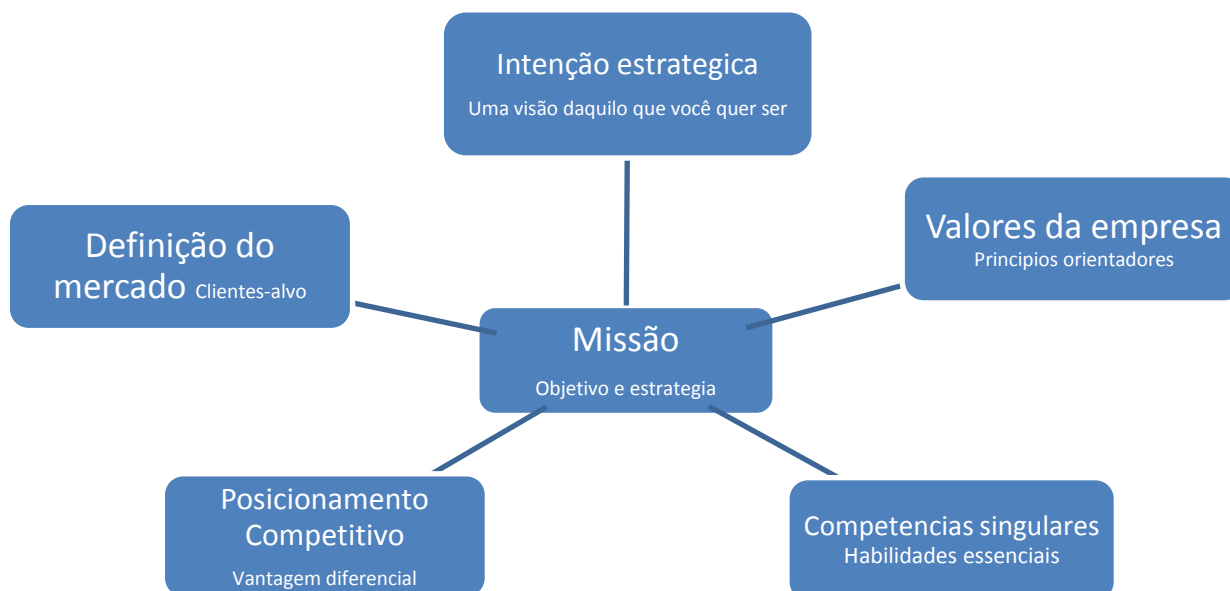 Intenção estrategica
Uma visão daquilo que você quer ser
Definição do
mercado Clientes-alvo
Valores da empresa
Principios orientadores
Missão
Objetivo e estrategia
Posicionamento
Competitivo
Vantagem diferencial
Competencias singulares
Habilidades essenciais